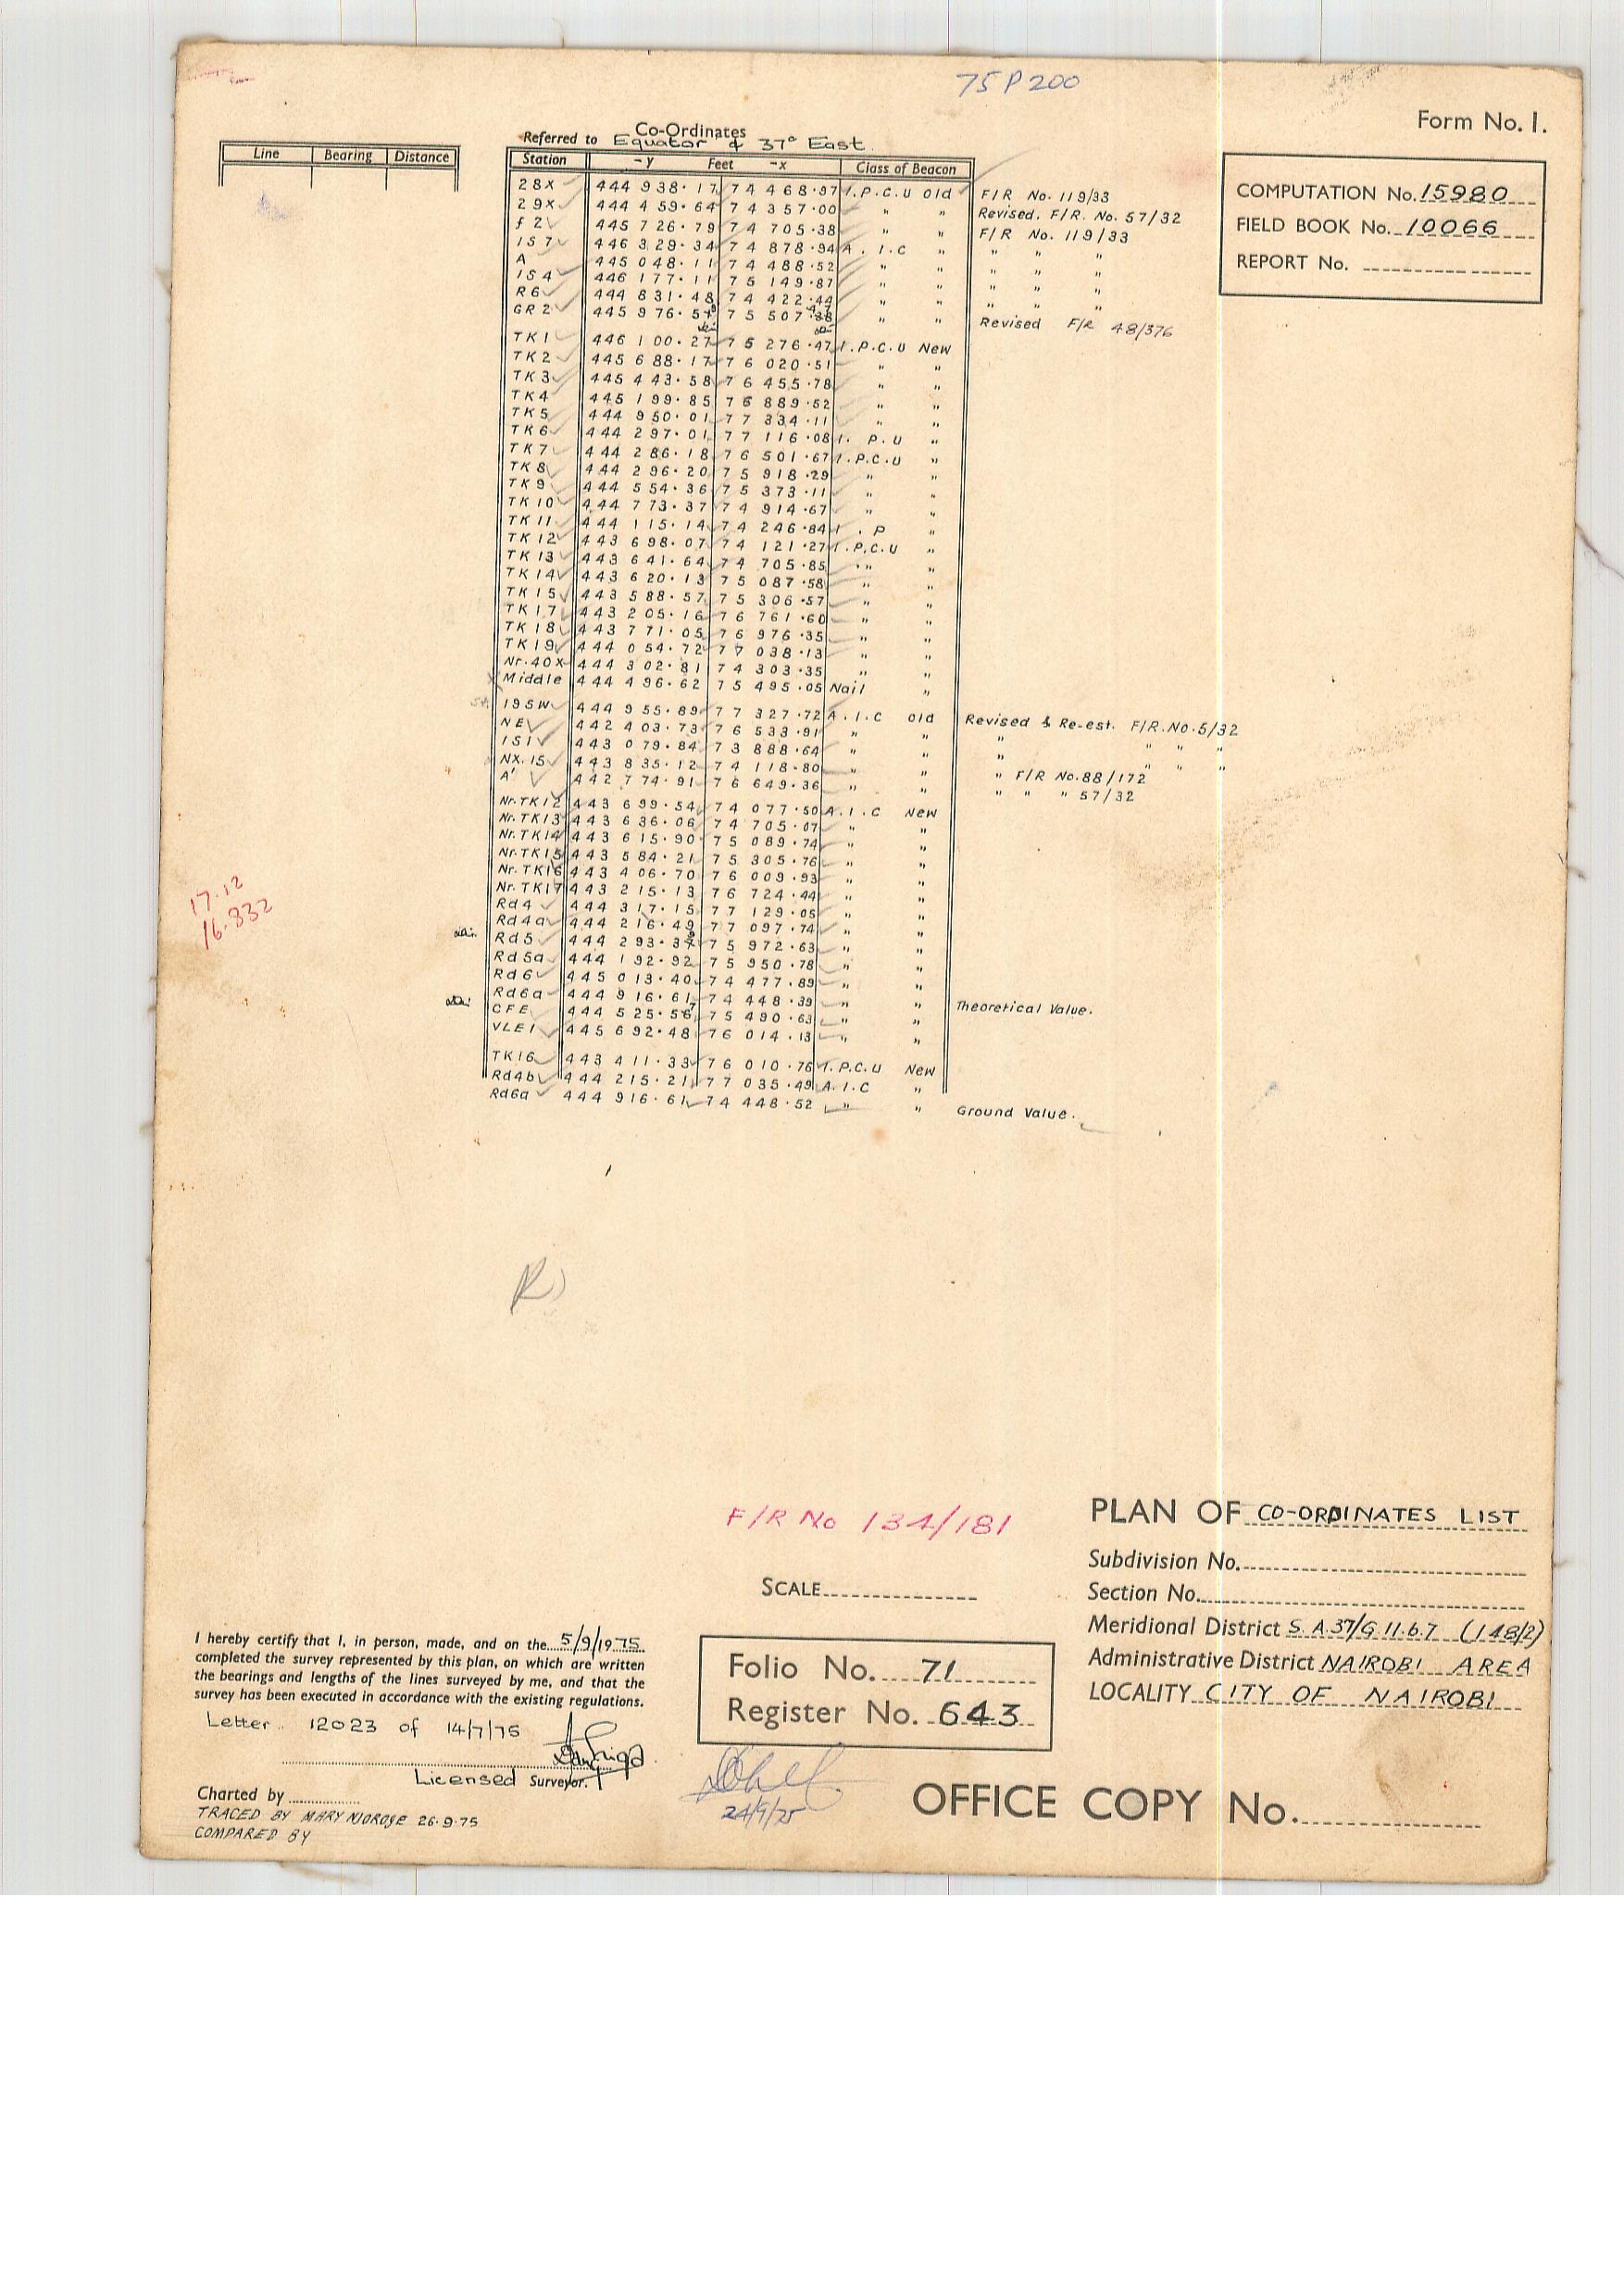 75 P 200
Form No. 1.
Co-Ordinates
Referred to Equator & 37° East
Line Bearing Distance
Station - y Feet - x Class of Beacon
COMPUTATION No. 15980
FIELD BOOK No. 10066
REPORT No.
28X 444 938.17 74 468.97 I.P.C.U Old F/R No. 119/33
29X 444 459.64 74 357.00 " " Revised. F/R. No. 57/32
f 2 445 726.79 74 705.38 " " F/R No. 119/33
IS 7 446 329.34 74 878.94 A.I.C " " " "
A 445 048.11 74 488.52 " " " " "
IS 4 446 177.11 75 149.87 " " " " "
R6 444 831.48 74 422.44 " " " " "
GR 2 445 976.5 75 507. " " Revised F/R 48/376
TK1 446 100.27 75 276.47 I.P.C.U New
TK2 445 688.17 76 020.51 " "
TK3 445 443.58 76 455.78 " "
TK4 445 199.85 76 889.52 " "
TK5 444 950.01 77 334.11 " "
TK6 444 297.01 77 116.08 I.P.U "
TK7 444 286.18 76 501.67 I.P.C.U "
TK8 444 296.20 75 918.29 " "
TK9 444 554.36 75 373.11 " "
TK10 444 773.37 74 914.67 " "
TK11 444 115.14 74 246.84 I.P "
TK12 443 698.07 74 121.27 I.P.C.U "
TK13 443 641.64 74 705.85 " "
TK14 443 620.13 75 087.58 " "
TK15 443 588.57 75 306.57 " "
TK17 443 205.16 76 761.60 " "
TK18 443 771.05 76 976.35 " "
TK19 444 054.72 77 038.13 " "
Nr.40X 444 302.81 74 303.35 " "
Middle 444 496.62 75 495.05 Nail "
19SW 444 955.89 77 327.72 A.I.C Old Revised & Re-est. F/R.No.5/32
NE 442 403.73 76 533.91 " " " " " "
IS1 443 079.84 73 888.64 " " " " "
NX.15 443 835.12 74 118.80 " " " F/R No.88/172
A' 442 774.91 76 649.36 " " " " " 57/32
Nr.TK12 443 699.54 74 077.50 A.I.C New
Nr.TK13 443 636.06 74 705.07 " "
Nr.TK14 443 615.90 75 089.74 " "
Nr.TK15 443 584.21 75 305.76 " "
Nr.TK16 443 406.70 76 009.93 " "
Nr.TK17 443 215.13 76 724.44 " "
Rd4 444 317.15 77 129.05 " "
Rd4a 444 216.49 77 097.74 " "
Rd5 444 293.3 75 972.63 " "
Rd5a 444 192.92 75 950.78 " "
Rd6 445 013.40 74 477.89 " "
Rd6a 444 916.61 74 448.39 " " Theoretical Value.
CFE 444 525.5 75 490.63 " "
VLE1 445 692.48 76 014.13 " "
TK16 443 411.33 76 010.76 I.P.C.U New
Rd4b 444 215.21 77 035.49 A.I.C "
Rd6a 444 916.61 74 448.52 " " Ground Value.
17.12
16.832
F/R No 134/181
SCALE
PLAN OF CO-ORDINATES LIST
Subdivision No.
Section No.
Meridional District S.A.37/G.11.b.7 (148/2)
Administrative District NAIROBI AREA
LOCALITY CITY OF NAIROBI
I hereby certify that I, in person, made, and on the 5/9/1975
completed the survey represented by this plan, on which are written
the bearings and lengths of the lines surveyed by me, and that the
survey has been executed in accordance with the existing regulations.
Letter 12023 of 14/7/75
Licensed Surveyor.
Charted by
TRACED BY MARY NJOROGE 26.9.75
COMPARED BY
Folio No. 71
Register No. 643
24/9/75
OFFICE COPY No.